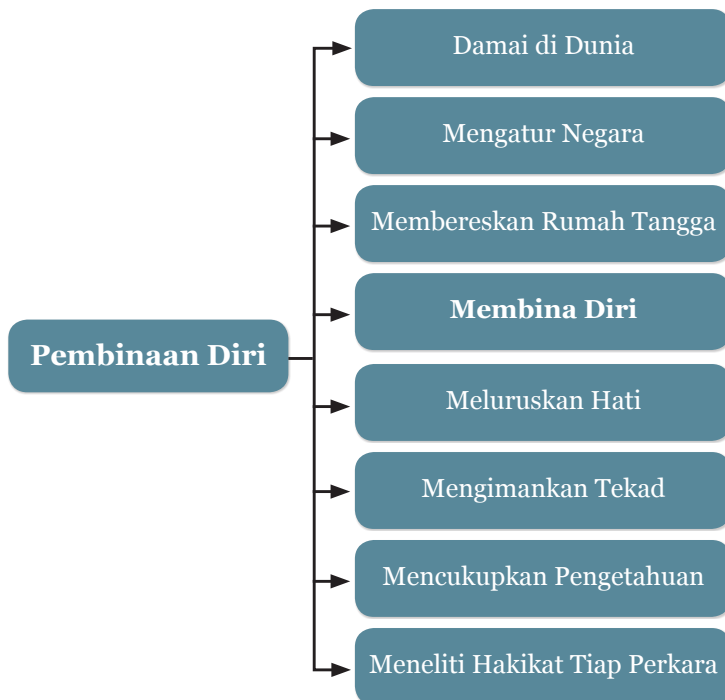 Pembinaan Diri
Damai di Dunia
Mengatur Negara
Membereskan Rumah Tangga
Membina Diri
Meluruskan Hati
Mengimankan Tekad
Mencukupkan Pengetahuan
Meneliti Hakikat Tiap Perkara